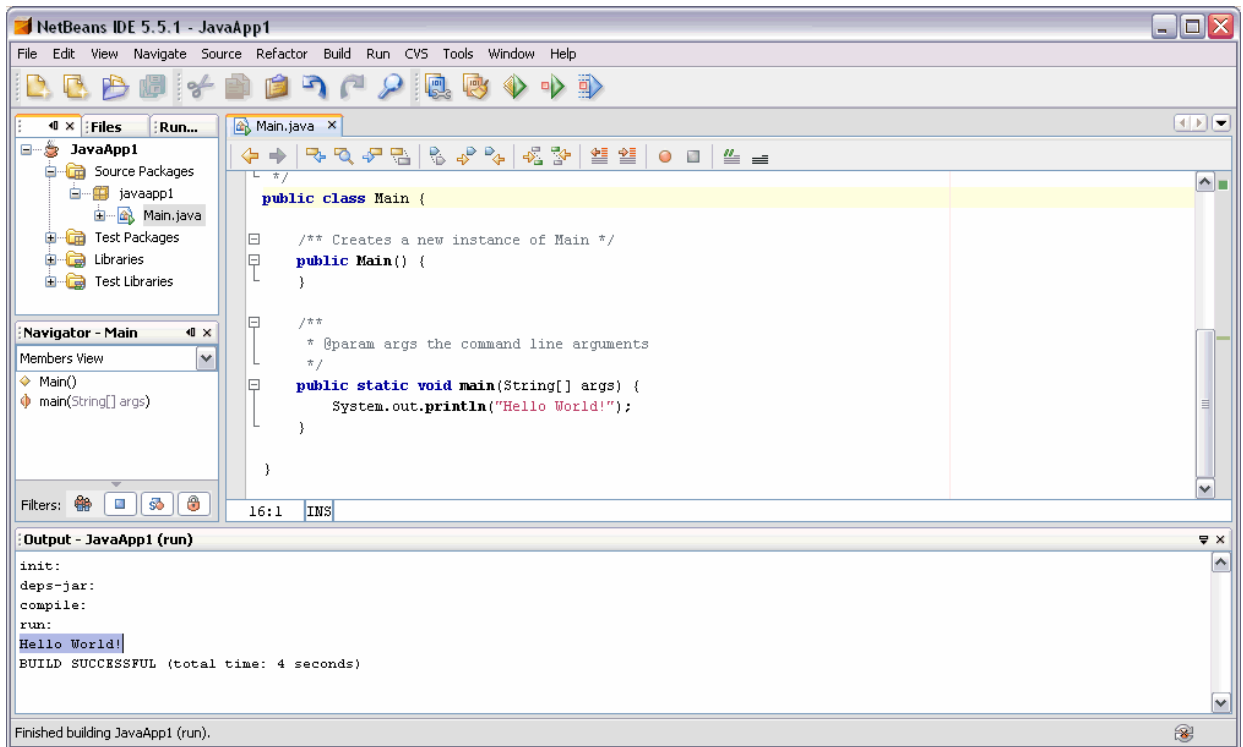 NetBeans IDE 5.5.1 - JavaApp1
File Edit View Navigate Source Refactor Build Run CVS Tools Window Help
Files Run...
JavaApp1
Source Packages
javaapp1
Main.java
Test Packages
Libraries
Test Libraries
Navigator - Main
Members View
Main()
main(String[] args)
Filters:
Main.java
*/
public class Main {
/** Creates a new instance of Main */
public Main() {
}
/**
* @param args the command line arguments
*/
public static void main(String[] args) {
System.out.println("Hello World!");
}
}
16:1 INS
Output - JavaApp1 (run)
init:
deps-jar:
compile:
run:
Hello World!
BUILD SUCCESSFUL (total time: 4 seconds)
Finished building JavaApp1 (run).